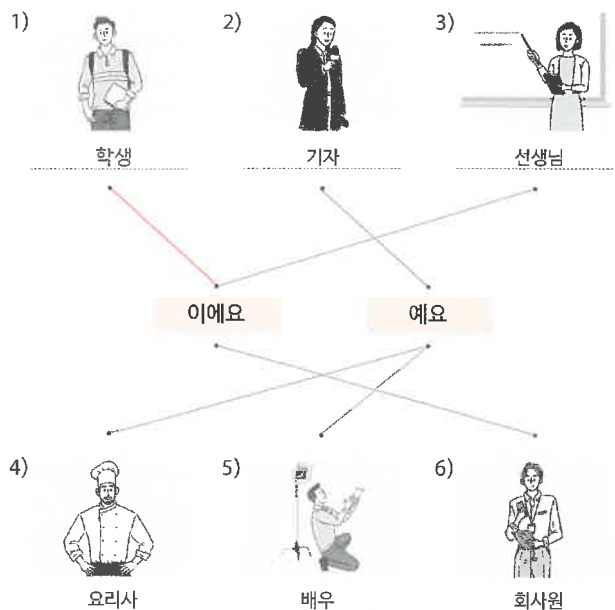 1) 2) 3)
학생 기자 선생님
이에요 예요
4) 5) 6)
요리사 배우 회사원